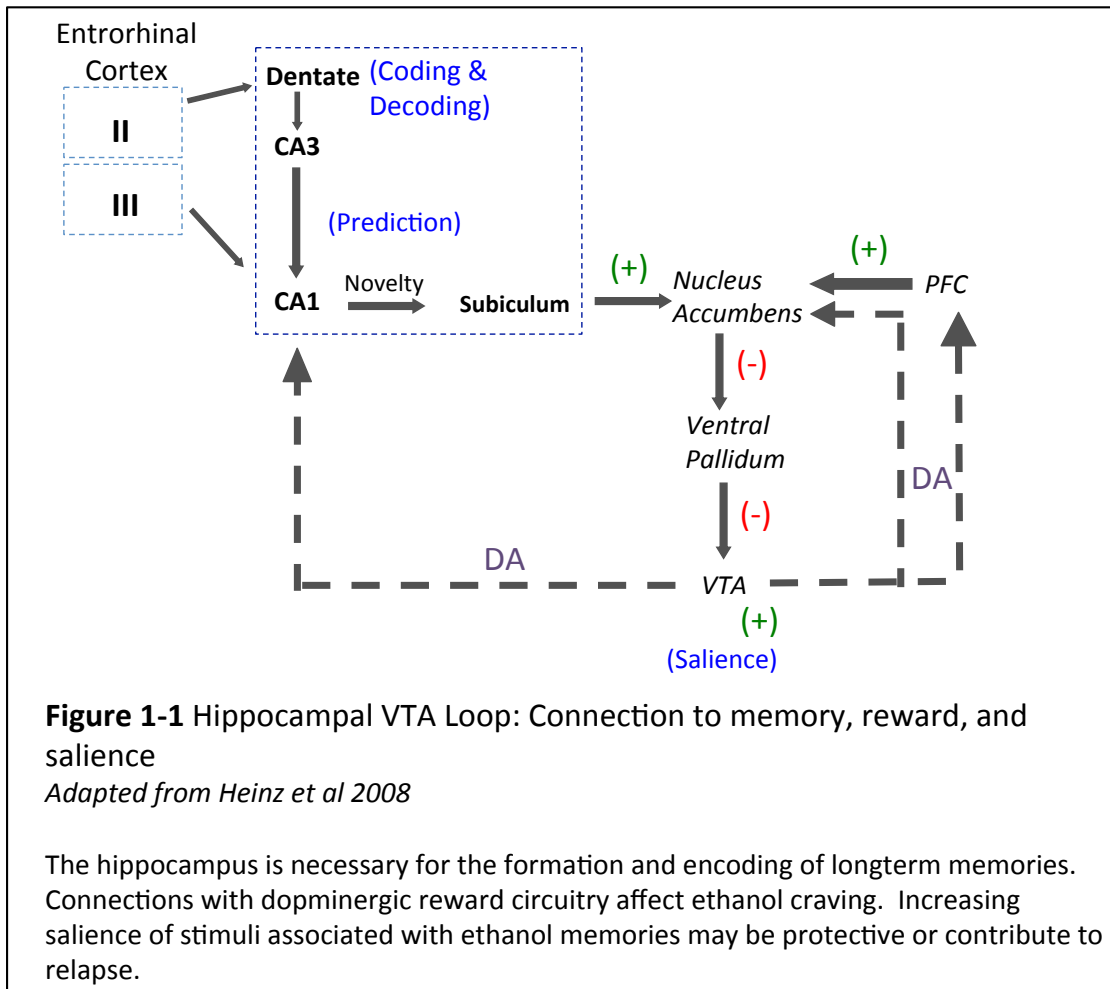 Entrorhinal
Cortex
II
III
Dentate (Coding &
Decoding)
CA3
(Prediction)
CA1
Novelty
Subiculum
(+)
Nucleus
Accumbens
(+)
PFC
(-)
Ventral
Pallidum
(-)
DA
DA
VTA
(+)
(Salience)
Figure 1-1 Hippocampal VTA Loop: Connection to memory, reward, and
salience
Adapted from Heinz et al 2008
The hippocampus is necessary for the formation and encoding of longterm memories.
Connections with dopminergic reward circuitry affect ethanol craving.  Increasing
salience of stimuli associated with ethanol memories may be protective or contribute to
relapse.